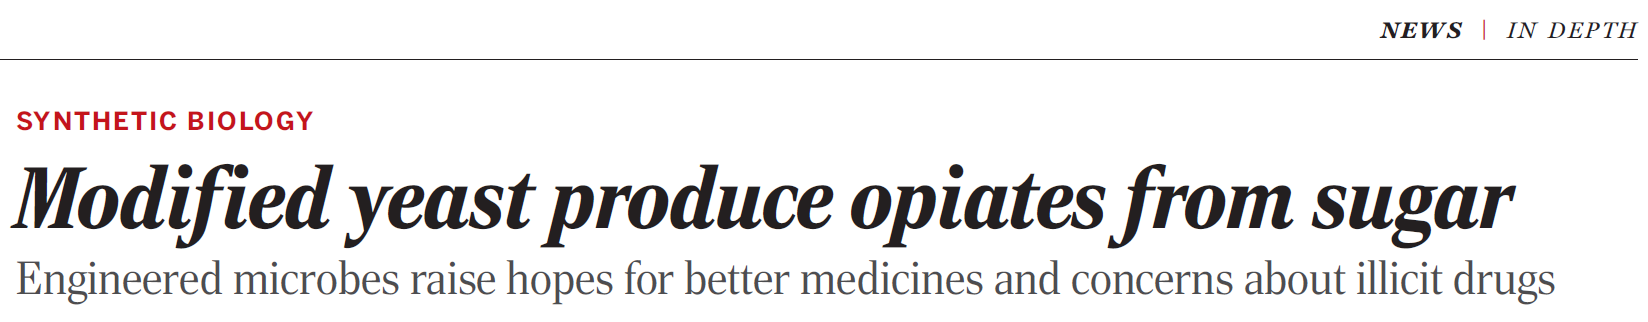 NEWS | IN DEPTH
SYNTHETIC BIOLOGY
Modified yeast produce opiates from sugar
Engineered microbes raise hopes for better medicines and concerns about illicit drugs